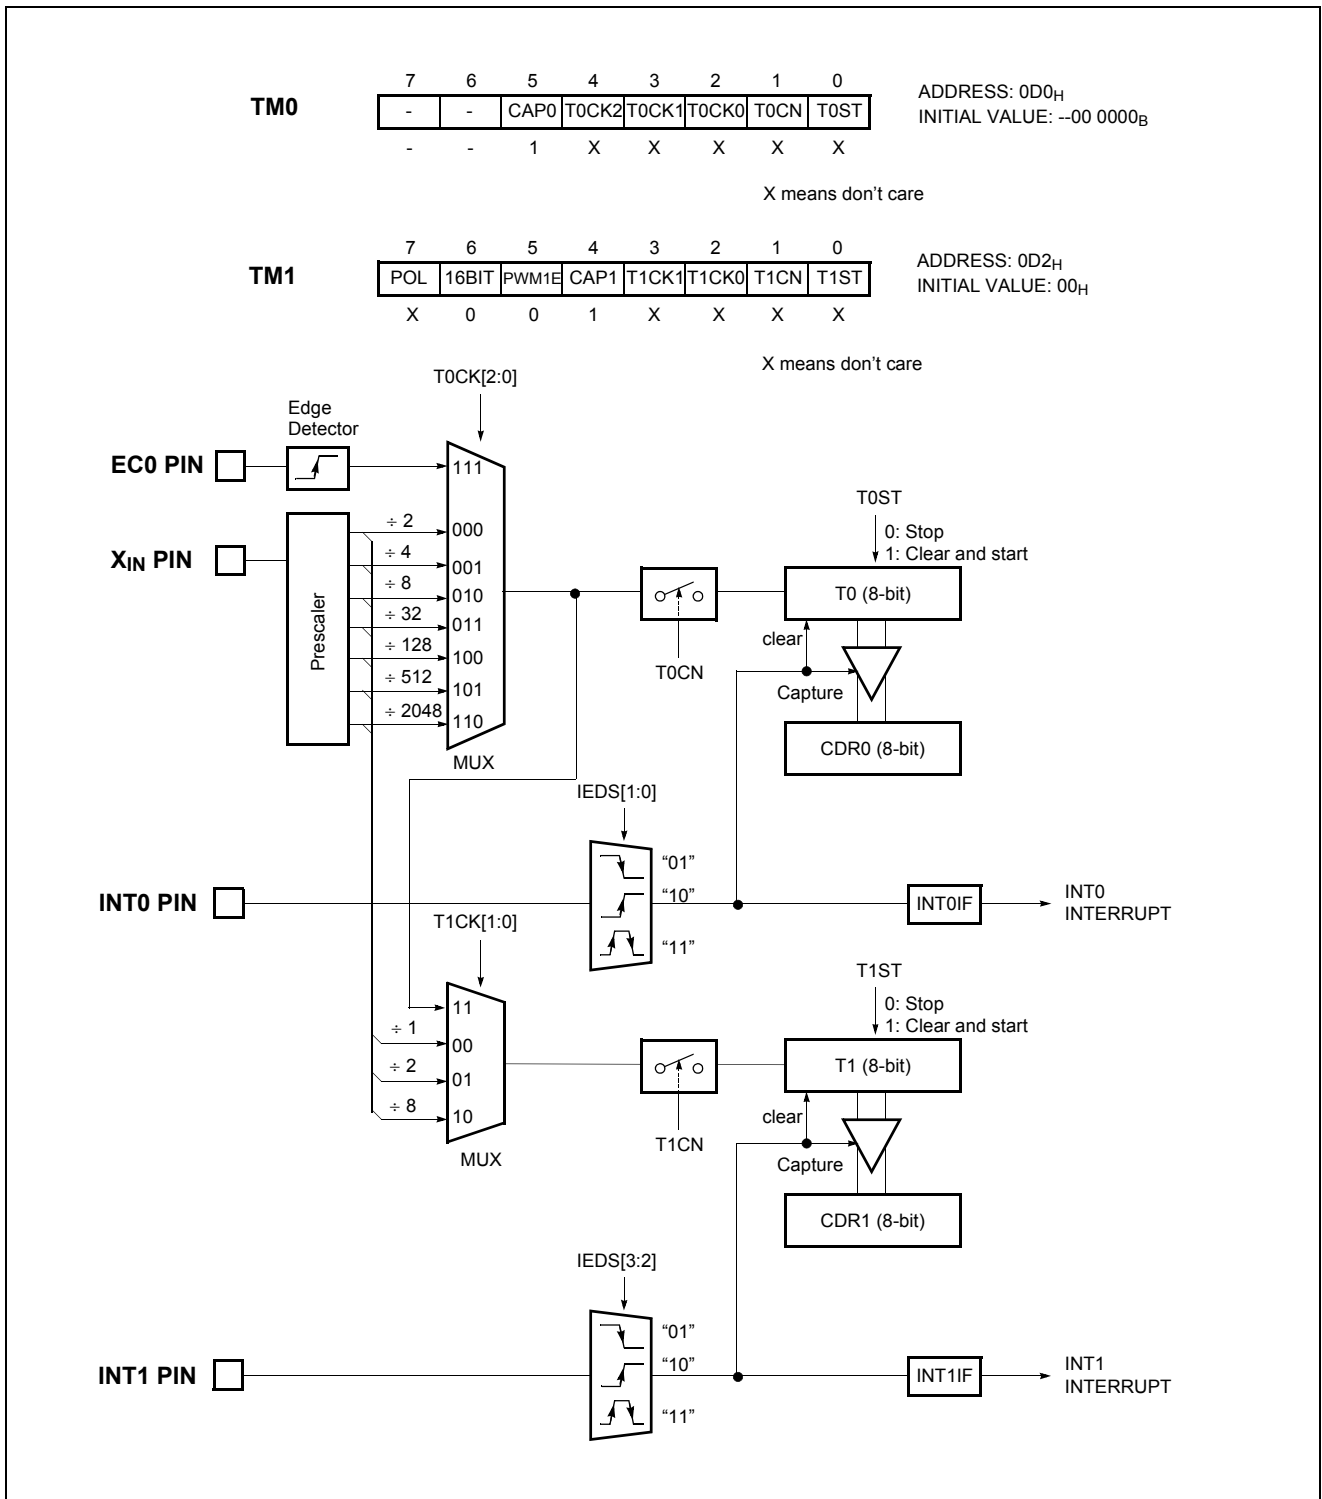 7 6 5 4 3 2 1 0
TM0 - - CAP0 T0CK2 T0CK1 T0CK0 T0CN T0ST
ADDRESS: 0D0H
INITIAL VALUE: --00 0000B
- - 1 X X X X X
X means don’t care
7 6 5 4 3 2 1 0
TM1 POL 16BIT PWM1E CAP1 T1CK1 T1CK0 T1CN T1ST
ADDRESS: 0D2H
INITIAL VALUE: 00H
X 0 0 1 X X X X
X means don’t care
T0CK[2:0]
Edge
Detector
EC0 PIN
111
XIN PIN
Prescaler
÷ 2
000
÷ 4
001
÷ 8
010
÷ 32
011
÷ 128
100
÷ 512
101
÷ 2048
110
MUX
T0CN
T0ST
0: Stop
1: Clear and start
T0 (8-bit)
clear
Capture
CDR0 (8-bit)
IEDS[1:0]
INT0 PIN
“01”
“10”
“11”
INT0IF
INT0
INTERRUPT
T1CK[1:0]
11
÷ 1
00
÷ 2
01
÷ 8
10
MUX
T1CN
T1ST
0: Stop
1: Clear and start
T1 (8-bit)
clear
Capture
CDR1 (8-bit)
IEDS[3:2]
INT1 PIN
“01”
“10”
“11”
INT1IF
INT1
INTERRUPT